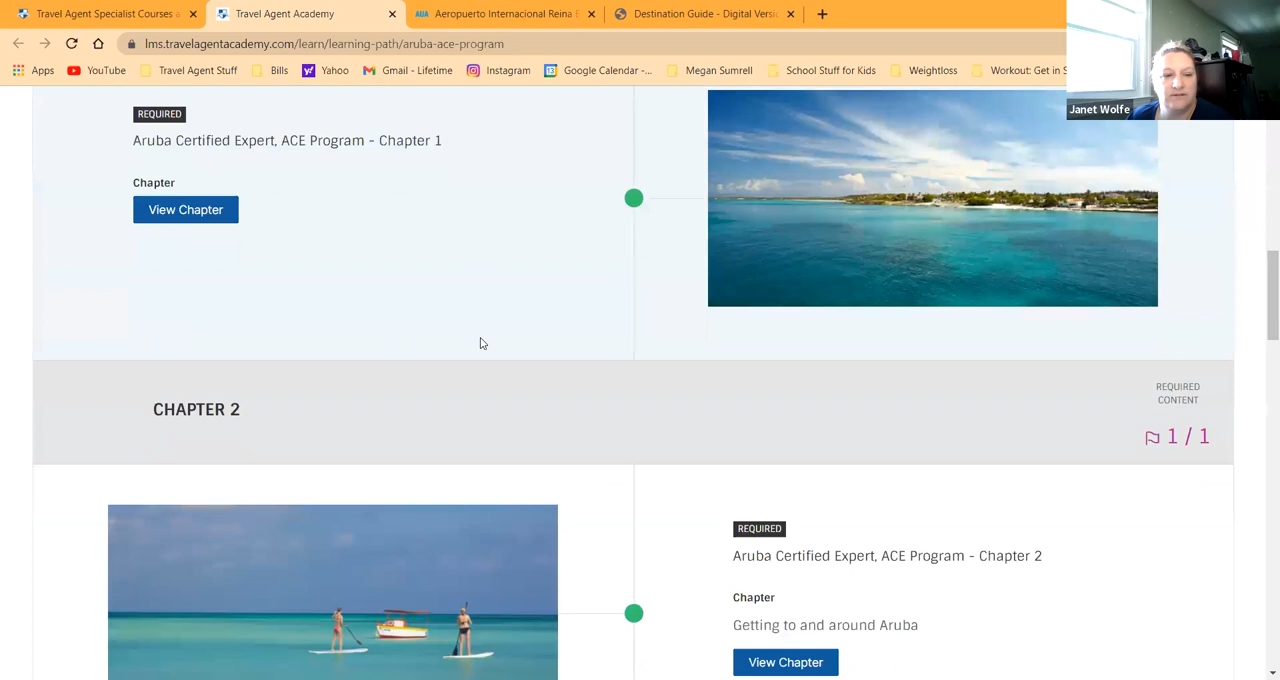 Travel Agent Specialist Courses a
Travel Agent Academy
AUA Aeropuerto Internacional Reina B
Destination Guide - Digital Versi
lms.travelagentacademy.com/learn/learning-path/aruba-ace-program
Apps YouTube Travel Agent Stuff Bills Yahoo Gmail - Lifetime Instagram Google Calendar -... Megan Sumrell School Stuff for Kids Weightloss Workout: Get in S
Janet Wolfe
REQUIRED
Aruba Certified Expert, ACE Program - Chapter 1
Chapter
View Chapter
CHAPTER 2
REQUIRED
CONTENT
1 / 1
REQUIRED
Aruba Certified Expert, ACE Program - Chapter 2
Chapter
Getting to and around Aruba
View Chapter